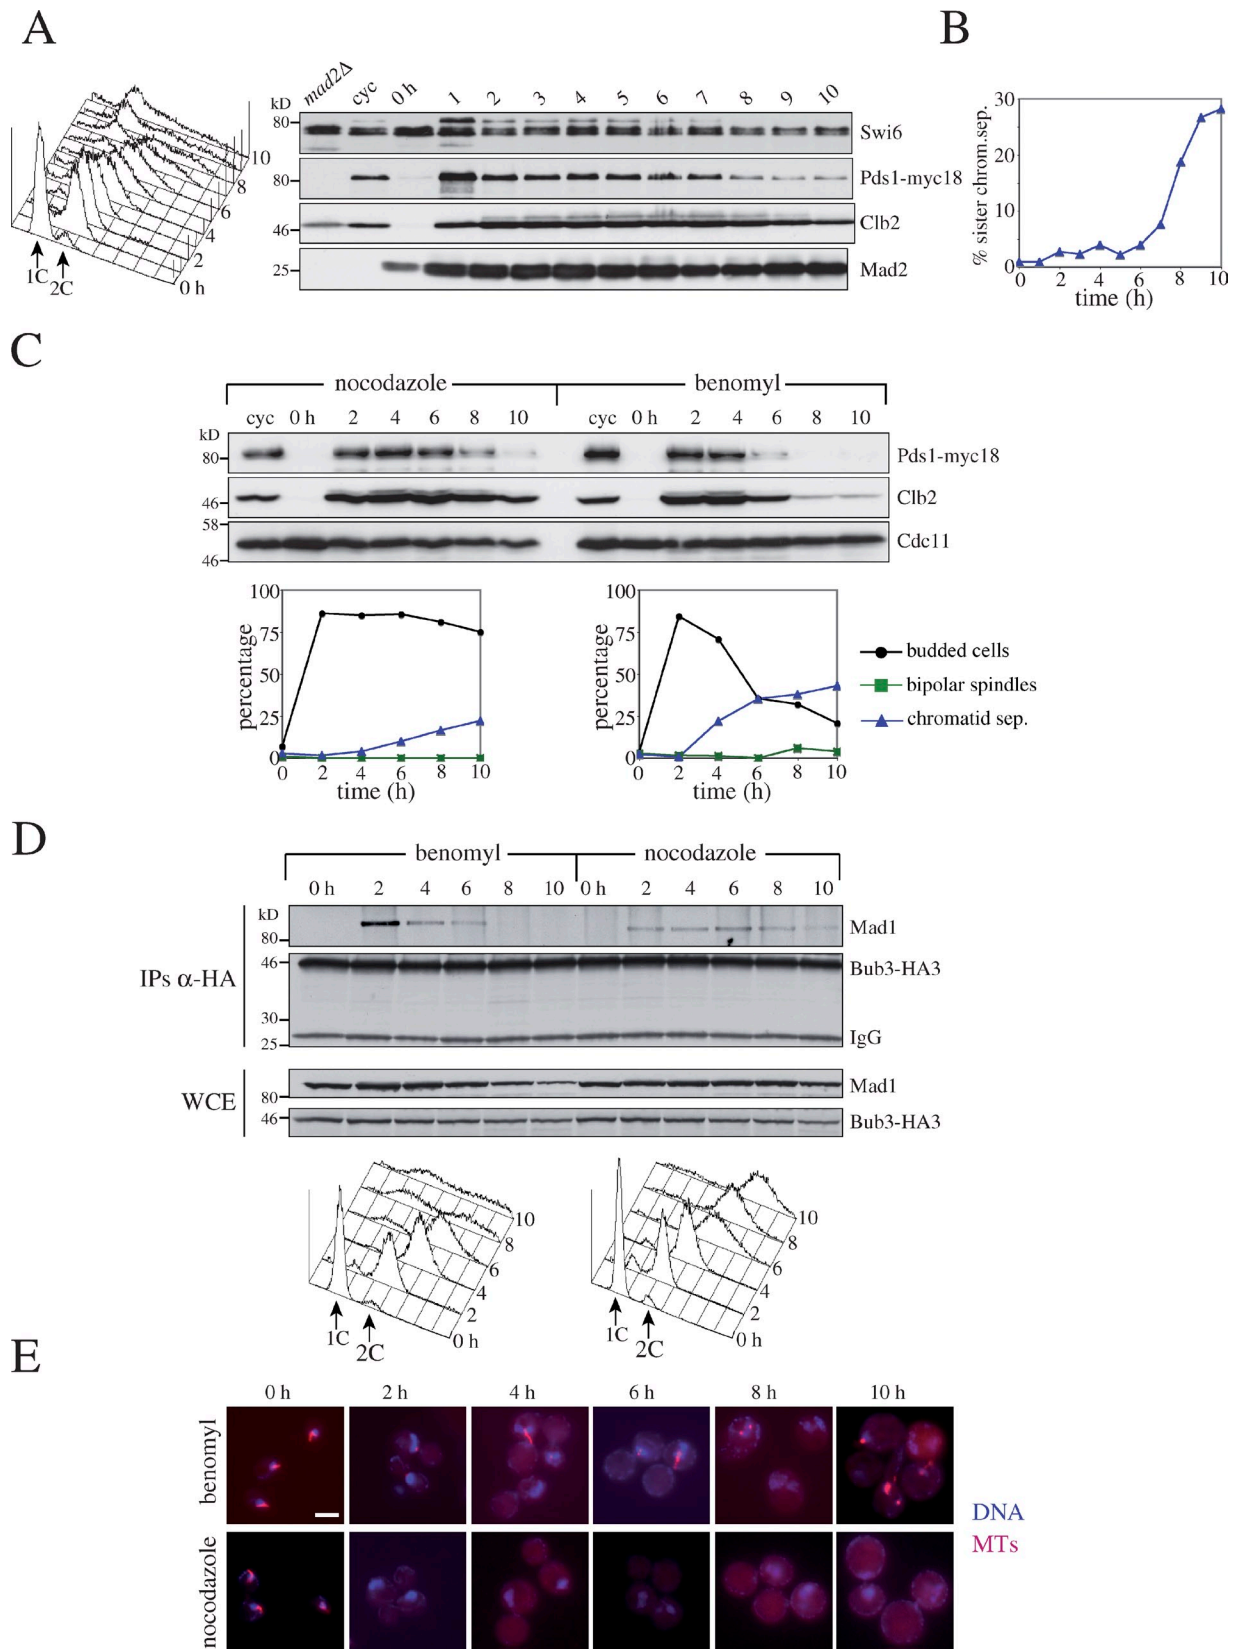 A
B
mad2Δ cyc 0 h 1 2 3 4 5 6 7 8 9 10
kD
80
Swi6
80
Pds1-myc18
46
Clb2
25
Mad2
10
8
6
4
2
0 h
1C
2C
% sister chrom.sep.
30
20
10
0
0 2 4 6 8 10
time (h)
C
nocodazole benomyl
cyc 0 h 2 4 6 8 10 cyc 0 h 2 4 6 8 10
kD
80
Pds1-myc18
46
Clb2
58
Cdc11
46
percentage
100
75
50
25
0
0 2 4 6 8 10
time (h)
percentage
100
75
50
25
0
0 2 4 6 8 10
time (h)
budded cells
bipolar spindles
chromatid sep.
D
benomyl nocodazole
0 h 2 4 6 8 10 0 h 2 4 6 8 10
kD
80
Mad1
IPs α-HA
46
Bub3-HA3
30
25
IgG
WCE
80
Mad1
46
Bub3-HA3
10
8
6
4
2
0 h
1C
2C
10
8
6
4
2
0 h
1C
2C
E
0 h 2 h 4 h 6 h 8 h 10 h
benomyl
nocodazole
DNA
MTs